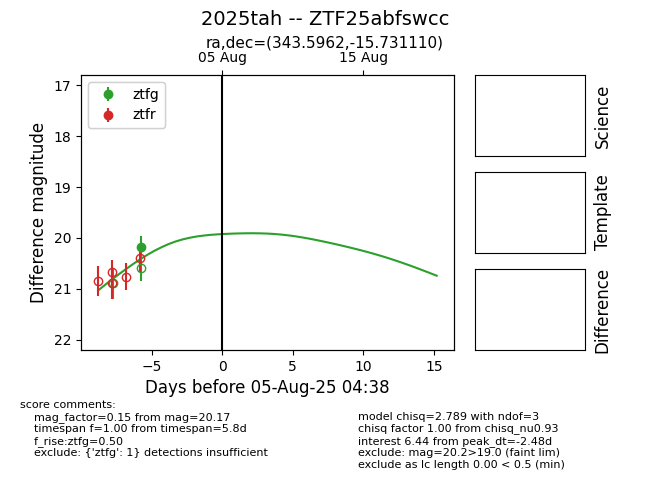 2025tah -- ZTF25abfswcc
ra,dec=(343.5962,-15.731110)
05 Aug
15 Aug
ztfg
ztfr
17
18
19
20
21
22
Difference magnitude
−5
0
5
10
15
Days before 05-Aug-25 04:38
Science
Template
Difference
score comments:
mag_factor=0.15 from mag=20.17
timespan f=1.00 from timespan=5.8d
f_rise:ztfg=0.50
exclude: {'ztfg': 1} detections insufficient
model chisq=2.789 with ndof=3
chisq factor 1.00 from chisq_nu0.93
interest 6.44 from peak_dt=-2.48d
exclude: mag=20.2>19.0 (faint lim)
exclude as lc length 0.00 < 0.5 (min)